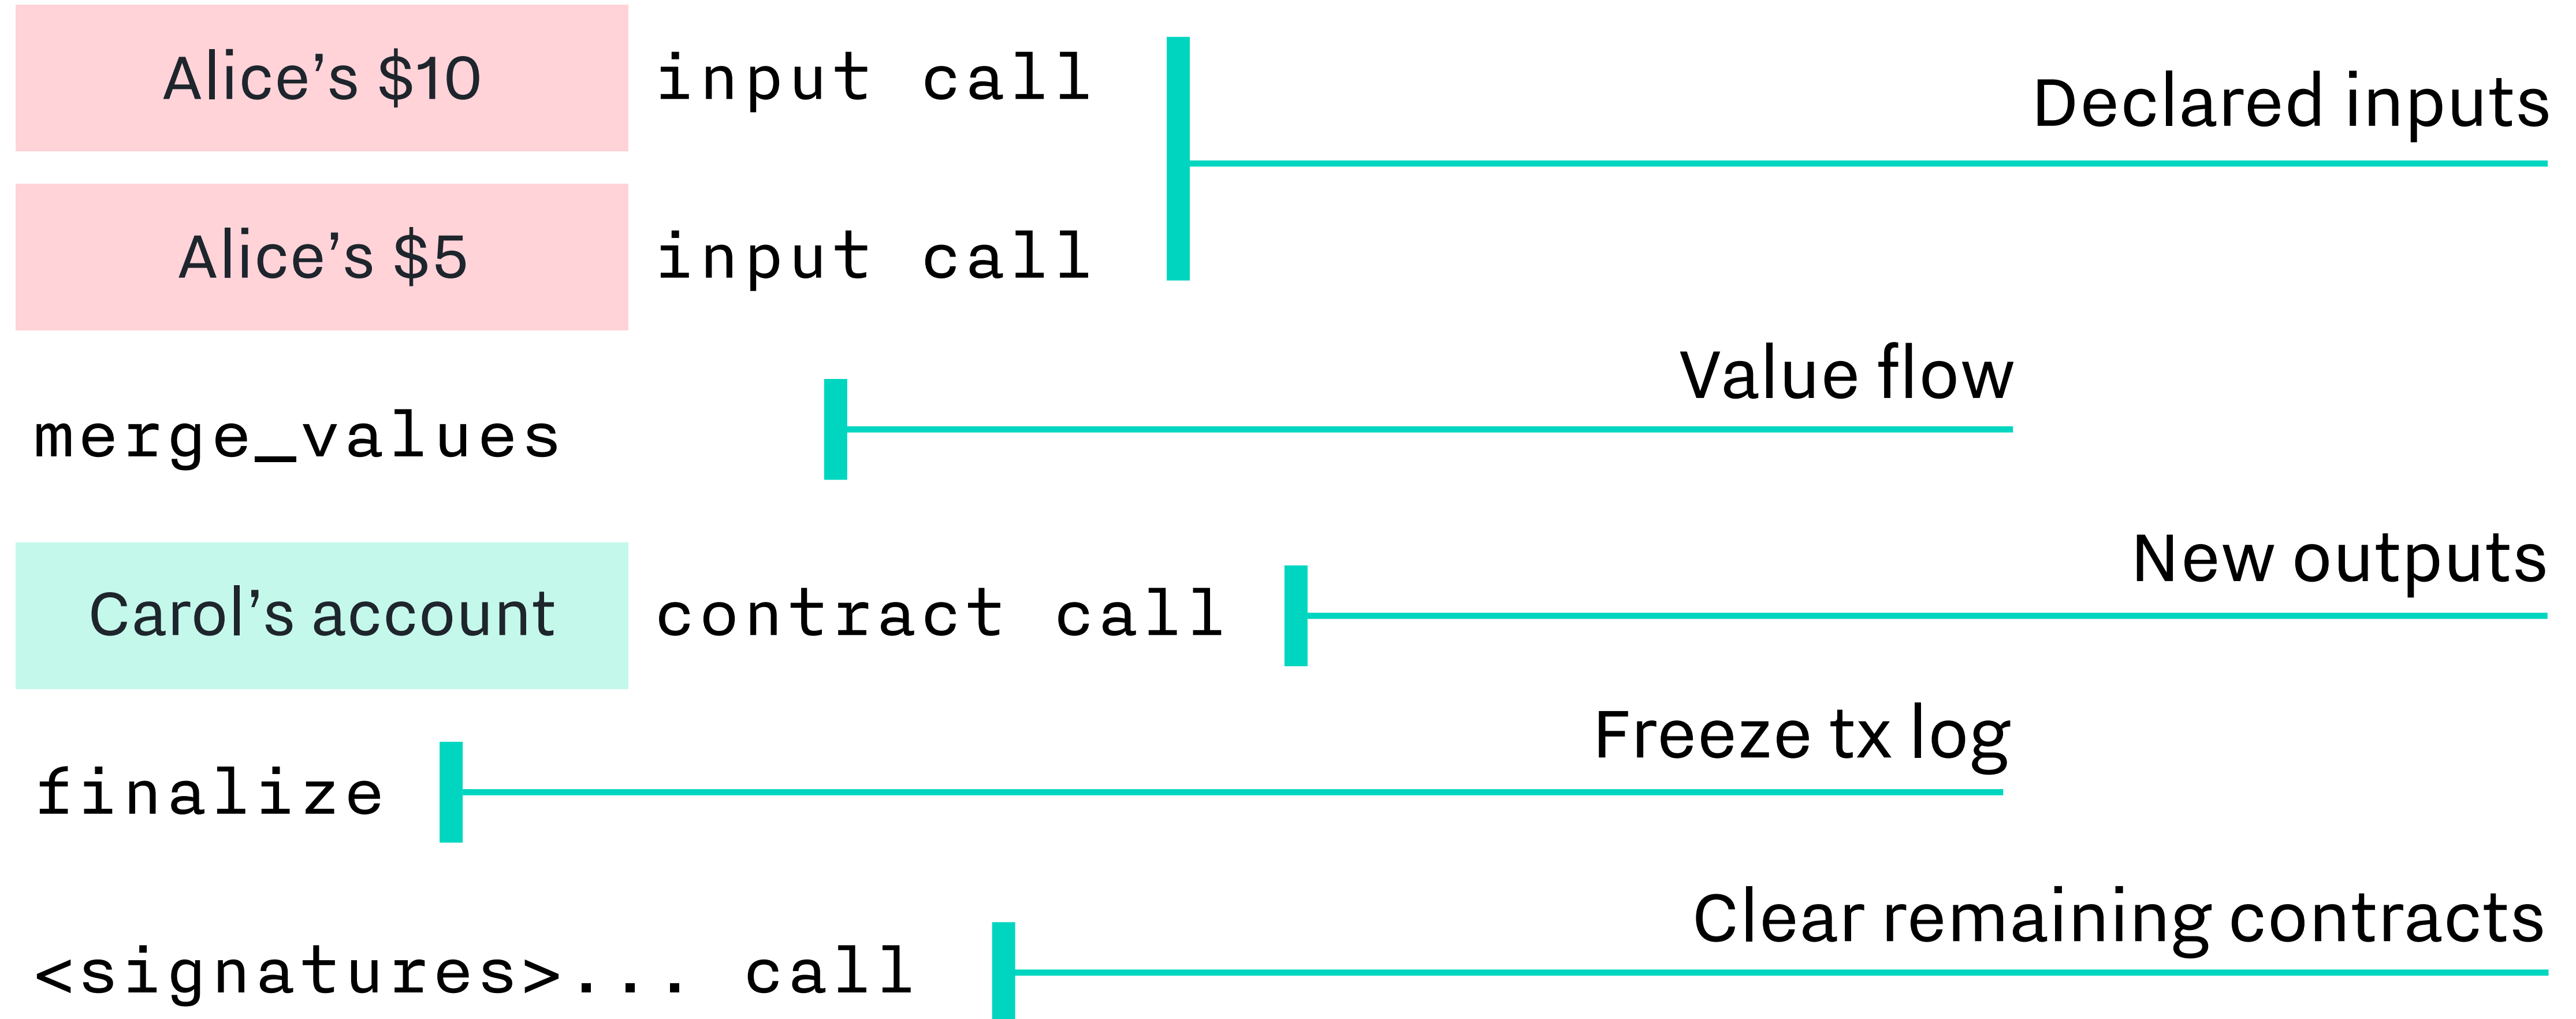 Alice’s $10 input call
Declared inputs
Alice’s $5 input call
Value flow
merge_values
New outputs
Carol’s account contract call
Freeze tx log
finalize
Clear remaining contracts
<signatures>... call